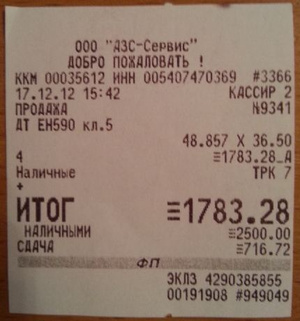 ООО "АЗС-Сервис"
ДОБРО ПОЖАЛОВАТЬ !
ККМ 00035612 ИНН 005407470369 #3366
17.12.12 15:42 КАССИР 2
ПРОДАЖА №9341
ДТ ЕН590 кл.5
48.857 X 36.50
4 ≡1783.28_А
Наличные ТРК 7
+
ИТОГ ≡1783.28
НАЛИЧНЫМИ ≡2500.00
СДАЧА ≡716.72
ФП
ЭКЛЗ 4290385855
00191908 #949049